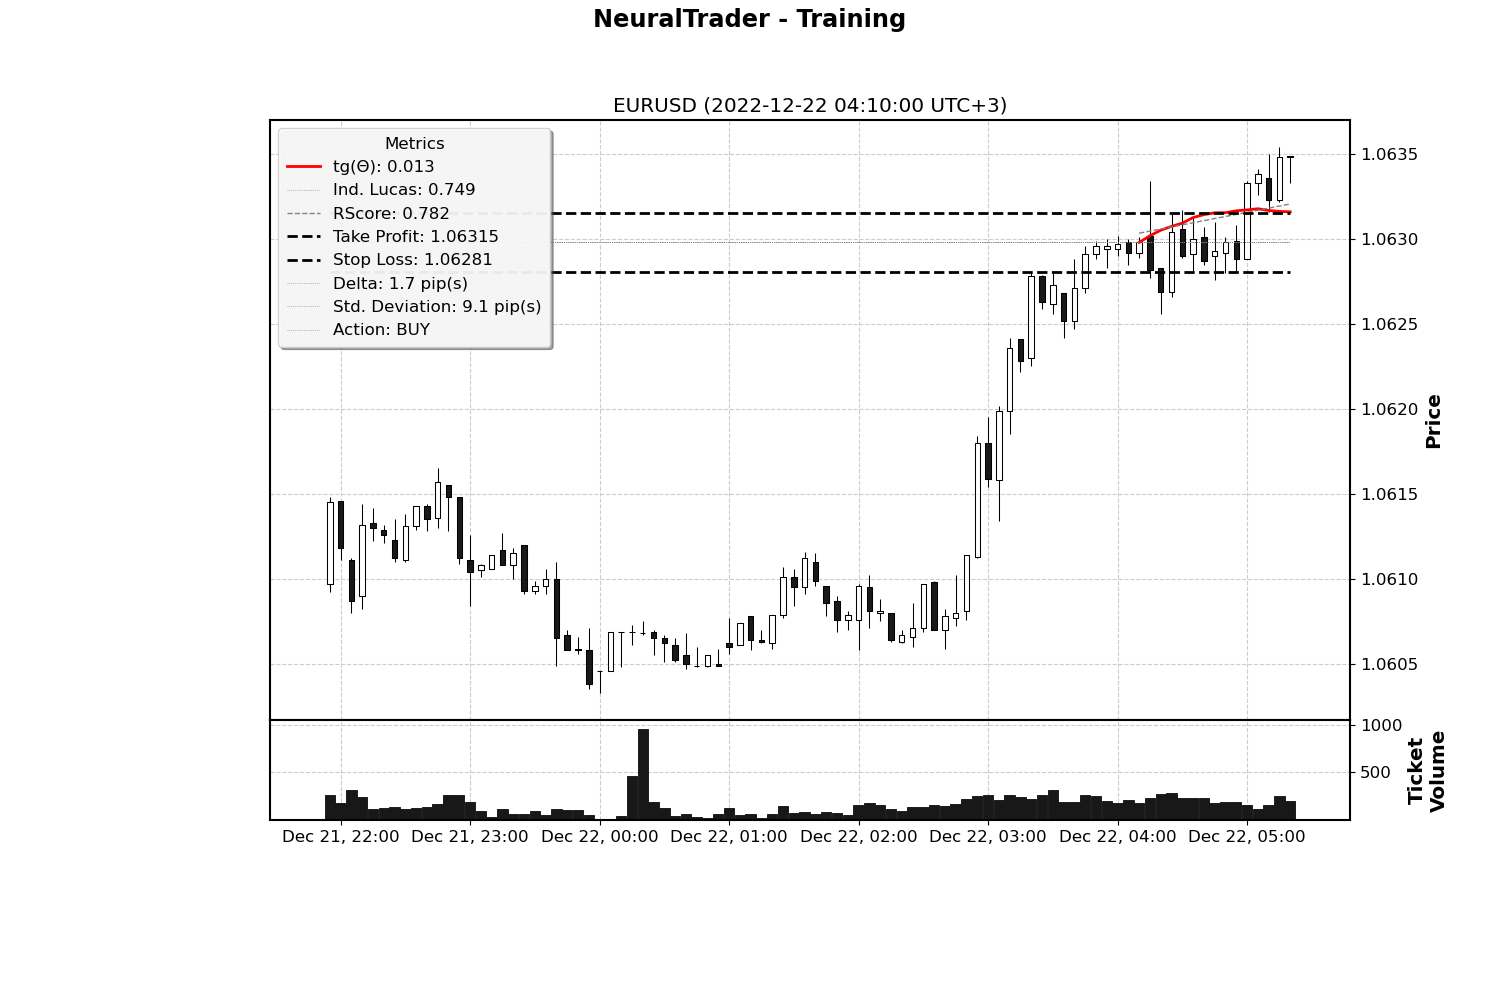 NeuralTrader - Training
EURUSD (2022-12-22 04:10:00 UTC+3)
Metrics
tg(Θ): 0.013
Ind. Lucas: 0.749
RScore: 0.782
Take Profit: 1.06315
Stop Loss: 1.06281
Delta: 1.7 pip(s)
Std. Deviation: 9.1 pip(s)
Action: BUY
1.0635
1.0630
1.0625
1.0620
1.0615
1.0610
1.0605
Price
1000
500
Ticket
Volume
Dec 21, 22:00 Dec 21, 23:00 Dec 22, 00:00 Dec 22, 01:00 Dec 22, 02:00 Dec 22, 03:00 Dec 22, 04:00 Dec 22, 05:00